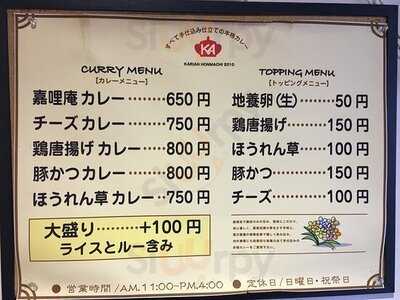 すべて手仕込み仕立ての本格カレー
KA
KARIAN HONMACHI 2010
CURRY MENU
【カレーメニュー】
嘉哩庵カレー………650円
チーズカレー………750円
鶏唐揚げカレー……800円
豚かつカレー………800円
ほうれん草カレー…750円
大盛り………+100円
ライスとルー含み
TOPPING MENU
【トッピングメニュー】
地養卵(生)………50円
鶏唐揚げ………150円
ほうれん草……100円
豚かつ…………150円
チーズ…………100円
● 営業時間/A.M.11:00-P.M.4:00 ● 定休日/日曜日・祝祭日